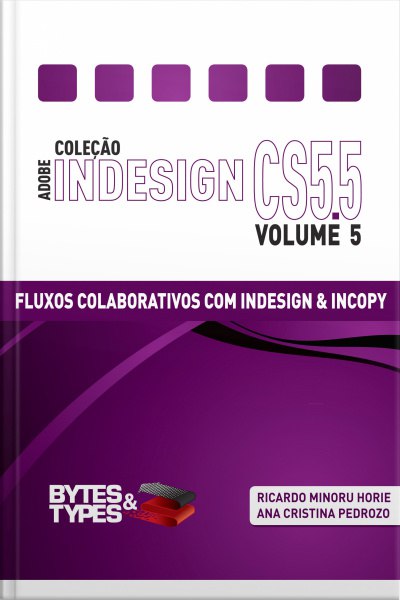 COLEÇÃO
ADOBE INDESIGN CS5.5
VOLUME 5
FLUXOS COLABORATIVOS COM INDESIGN & INCOPY
BYTES &
TYPES
RICARDO MINORU HORIE
ANA CRISTINA PEDROZO